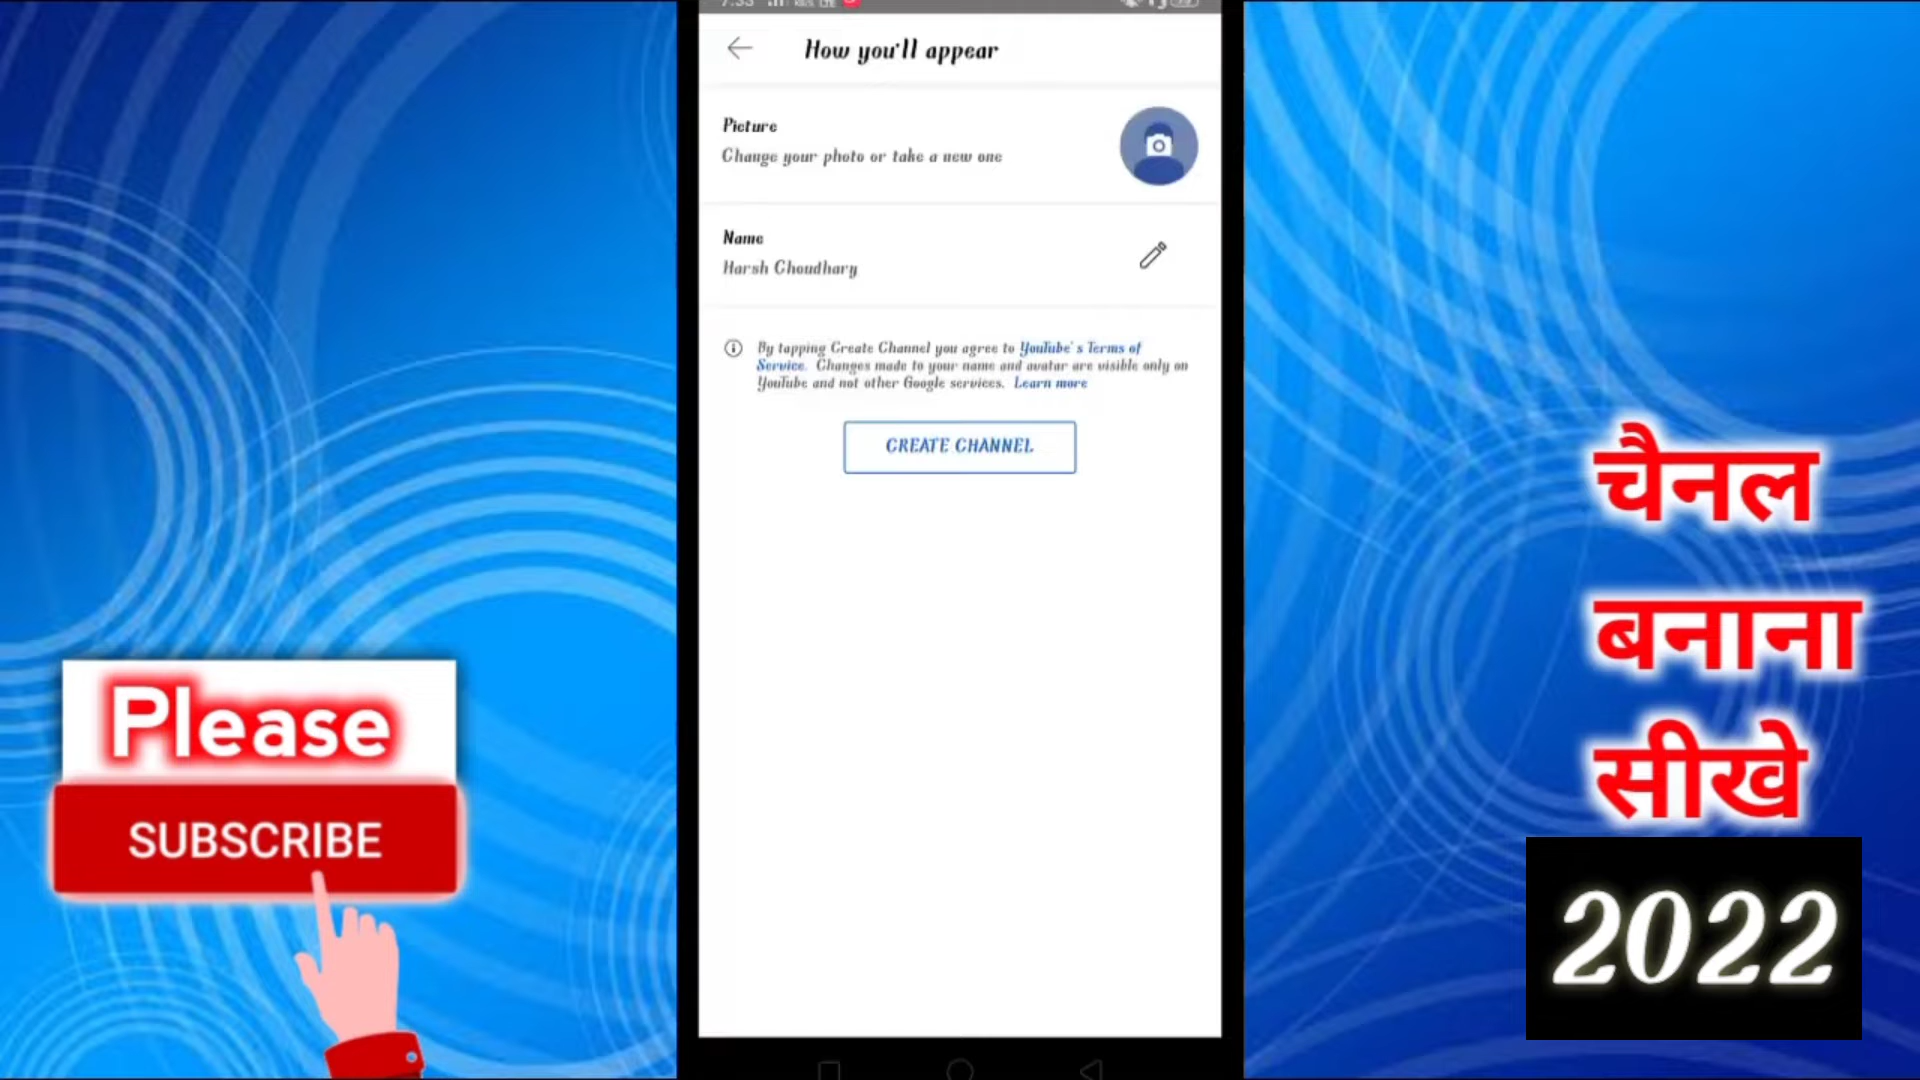 How you'll appear
Picture
Change your photo or take a new one
Name
Harsh Choudhary
By tapping Create Channel you agree to YouTube's Terms of
Service. Changes made to your name and avatar are visible only on
YouTube and not other Google services. Learn more
CREATE CHANNEL
Please
SUBSCRIBE
चैनल
बनाना
सीखे
2022